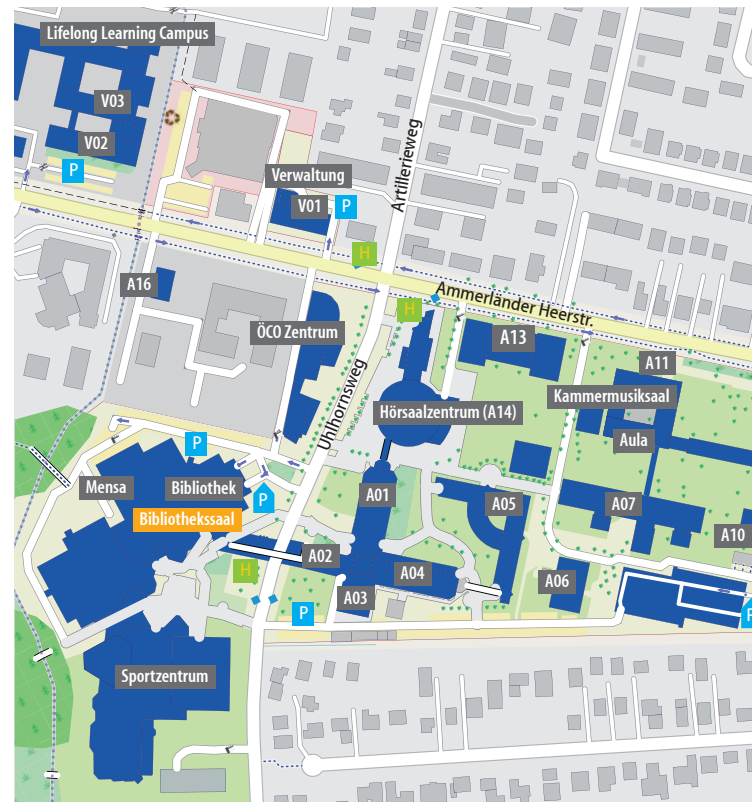 Lifelong Learning Campus
V03
V02
P
Verwaltung
V01
P
Artillerieweg
H
A16
H
Ammerländer Heerstr.
ÖCO Zentrum
A13
A11
Uhlhornsweg
Kammermusiksaal
Hörsaalzentrum (A14)
Aula
P
Mensa
Bibliothek
P
A01
A05
A07
Bibliothekssaal
A10
A02
H
A04
A06
A03
P
P
Sportzentrum